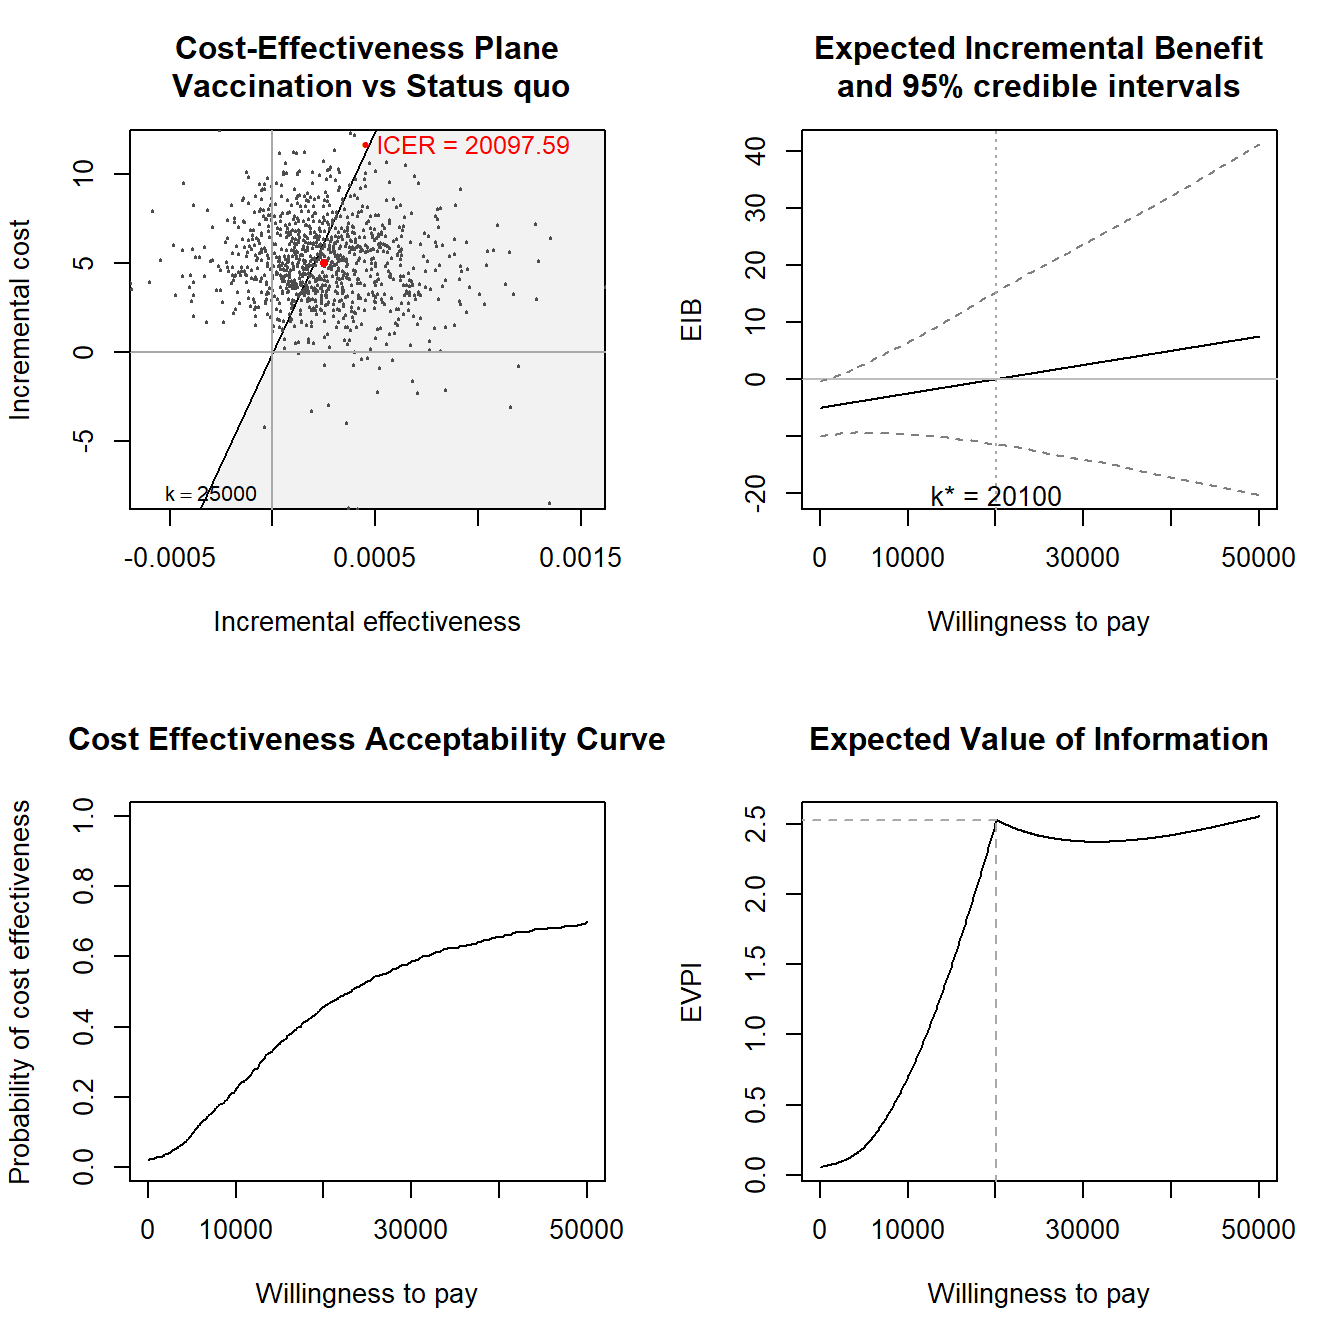 Cost-Effectiveness Plane
Vaccination vs Status quo
ICER = 20097.59
k = 25000
10
5
0
-5
-0.0005
0.0005
0.0015
Incremental cost
Incremental effectiveness
Expected Incremental Benefit
and 95% credible intervals
40
30
20
10
0
-20
k* = 20100
0
10000
30000
50000
EIB
Willingness to pay
Cost Effectiveness Acceptability Curve
1.0
0.8
0.6
0.4
0.2
0.0
0
10000
30000
50000
Probability of cost effectiveness
Willingness to pay
Expected Value of Information
2.5
2.0
1.5
1.0
0.5
0.0
0
10000
30000
50000
EVPI
Willingness to pay